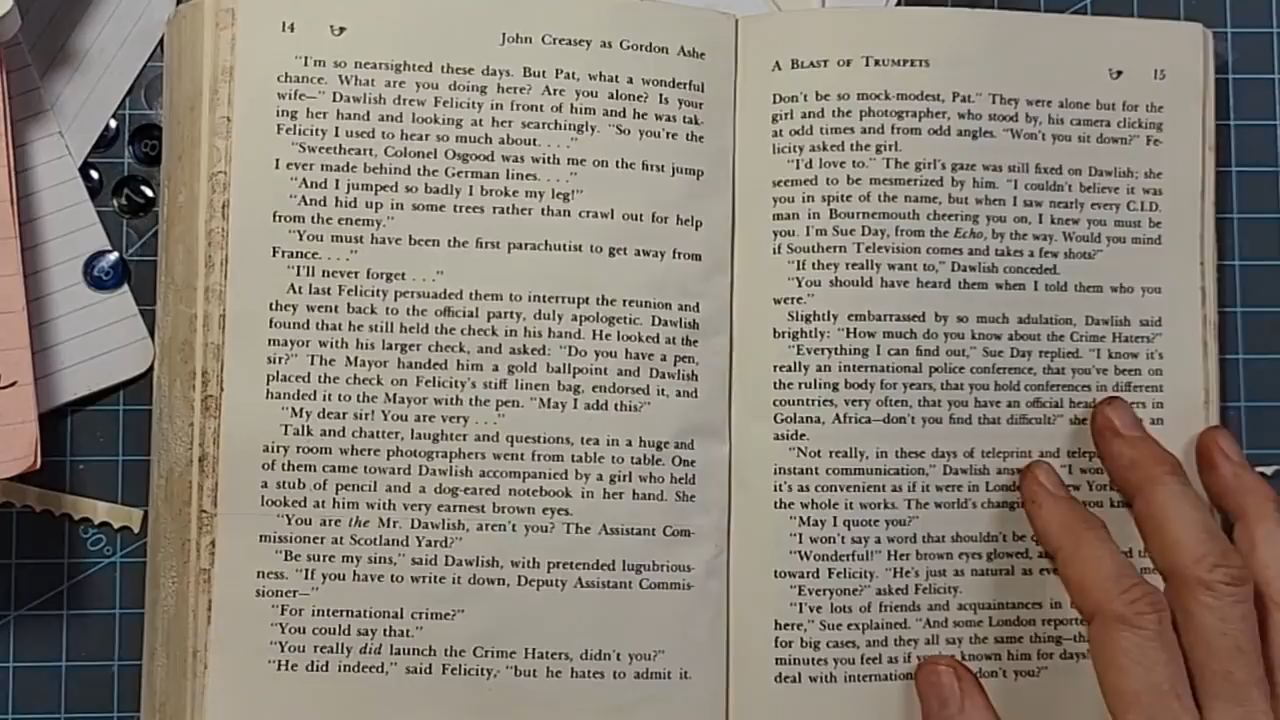 14
John Creasey as Gordon Ashe
"I'm so nearsighted these days. But Pat, what a wonderful
chance. What are you doing here? Are you alone? Is your
wife—" Dawlish drew Felicity in front of him and he was tak-
ing her hand and looking at her searchingly. "So you're the
Felicity I used to hear so much about. . . ."
"Sweetheart, Colonel Osgood was with me on the first jump
I ever made behind the German lines. . . ."
"And I jumped so badly I broke my leg!"
"And hid up in some trees rather than crawl out for help
from the enemy."
"You must have been the first parachutist to get away from
France. . . ."
"I'll never forget . . ."
At last Felicity persuaded them to interrupt the reunion and
they went back to the official party, duly apologetic. Dawlish
found that he still held the check in his hand. He looked at the
mayor with his larger check, and asked: "Do you have a pen,
sir?" The Mayor handed him a gold ballpoint and Dawlish
placed the check on Felicity's stiff linen bag, endorsed it, and
handed it to the Mayor with the pen. "May I add this?"
"My dear sir! You are very . . ."
Talk and chatter, laughter and questions, tea in a huge and
airy room where photographers went from table to table. One
of them came toward Dawlish accompanied by a girl who held
a stub of pencil and a dog-eared notebook in her hand. She
looked at him with very earnest brown eyes.
"You are the Mr. Dawlish, aren't you? The Assistant Com-
missioner at Scotland Yard?"
"Be sure my sins," said Dawlish, with pretended lugubrious-
ness. "If you have to write it down, Deputy Assistant Commis-
sioner—"
"For international crime?"
"You could say that."
"You really did launch the Crime Haters, didn't you?"
"He did indeed," said Felicity, "but he hates to admit it.
A Blast of Trumpets
15
Don't be so mock-modest, Pat." They were alone but for the
girl and the photographer, who stood by, his camera clicking
at odd times and from odd angles. "Won't you sit down?" Fe-
licity asked the girl.
"I'd love to." The girl's gaze was still fixed on Dawlish; she
seemed to be mesmerized by him. "I couldn't believe it was
you in spite of the name, but when I saw nearly every C.I.D.
man in Bournemouth cheering you on, I knew you must be
you. I'm Sue Day, from the Echo, by the way. Would you mind
if Southern Television comes and takes a few shots?"
"If they really want to," Dawlish conceded.
"You should have heard them when I told them who you
were."
Slightly embarrassed by so much adulation, Dawlish said
brightly: "How much do you know about the Crime Haters?"
"Everything I can find out," Sue Day replied. "I know it's
really an international police conference, that you've been on
the ruling body for years, that you hold conferences in different
countries, very often, that you have an official in
Golana, Africa—don't you find that difficult?" she an
aside.
"Not really, in these days of teleprint and
instant communication," Dawlish "I
it's as convenient as if it were in York
the whole it works. The world's you
"May I quote you?"
"I won't say a word that shouldn't be
"Wonderful!" Her brown eyes glowed,
toward Felicity. "He's just as natural as
"Everyone?" asked Felicity.
"I've lots of friends and acquaintances in
here," Sue explained. "And some London
for big cases, and they all say the same
minutes you feel as if known him for days!
deal with don't you?"